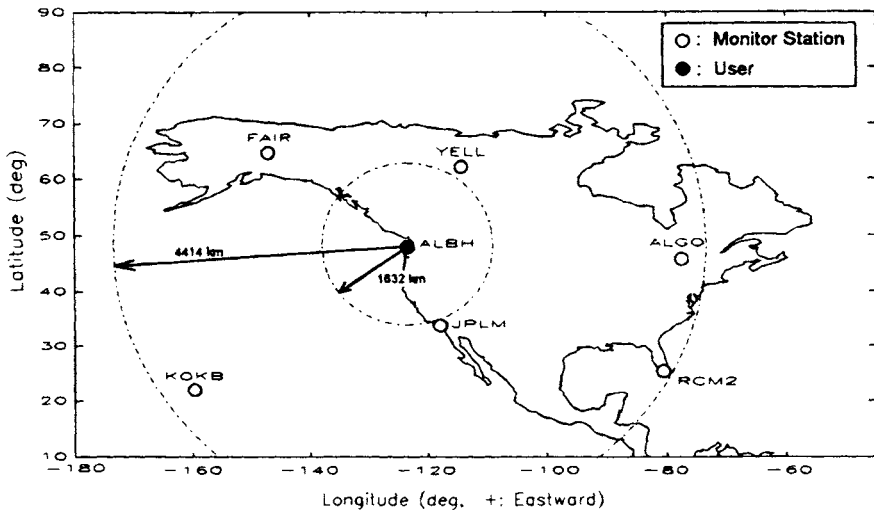 90
80
70
60
50
40
30
20
10
Latitude (deg)
○: Monitor Station
●: User
FAIR
YELL
ALBH
ALGO
4414 km
1632 km
JPLM
KOKB
RCM2
-180 -160 -140 -120 -100 -80 -60
Longitude (deg, +: Eastward)